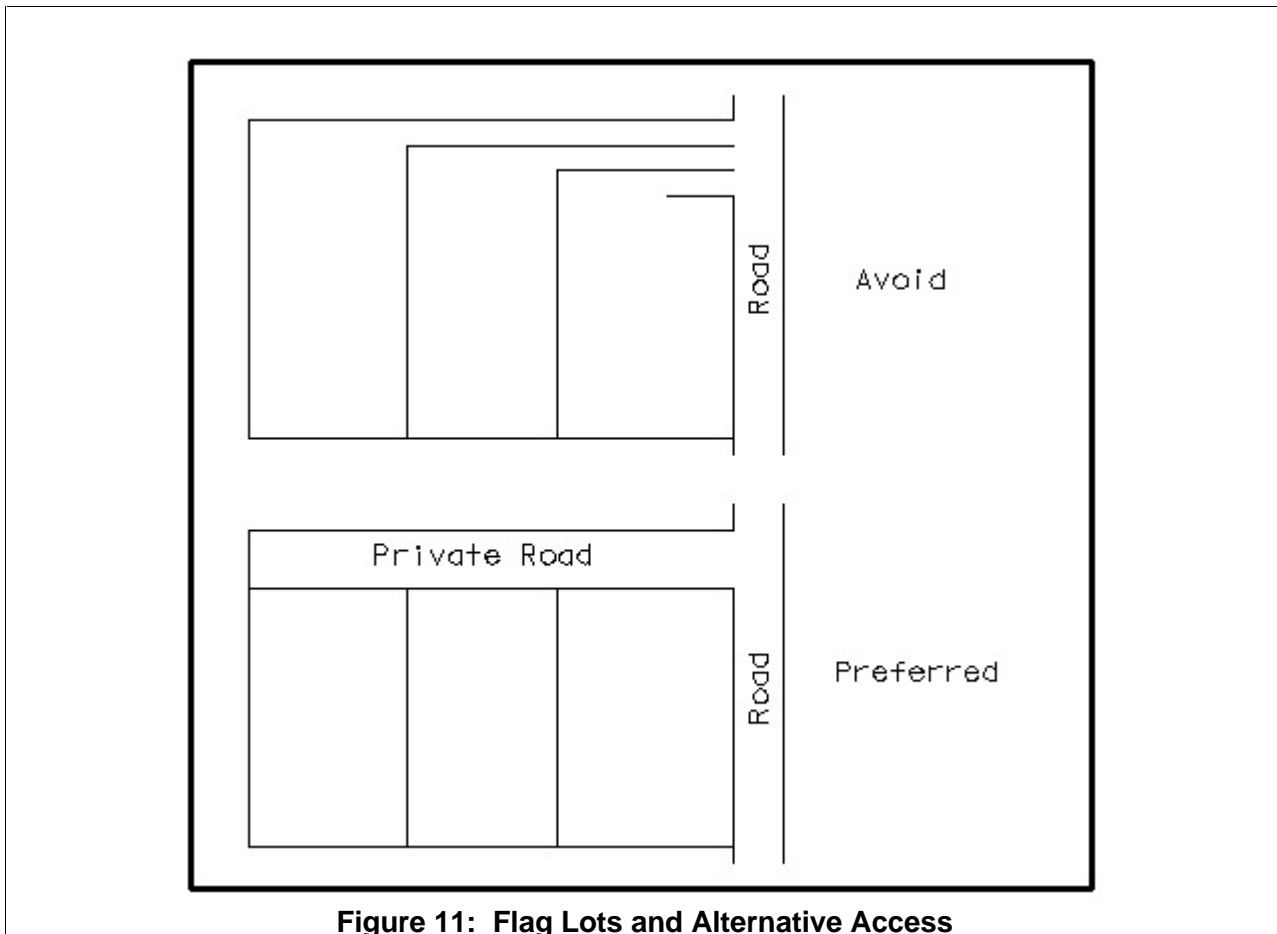 Road
Avoid
Private Road
Road
Preferred
Figure 11: Flag Lots and Alternative Access